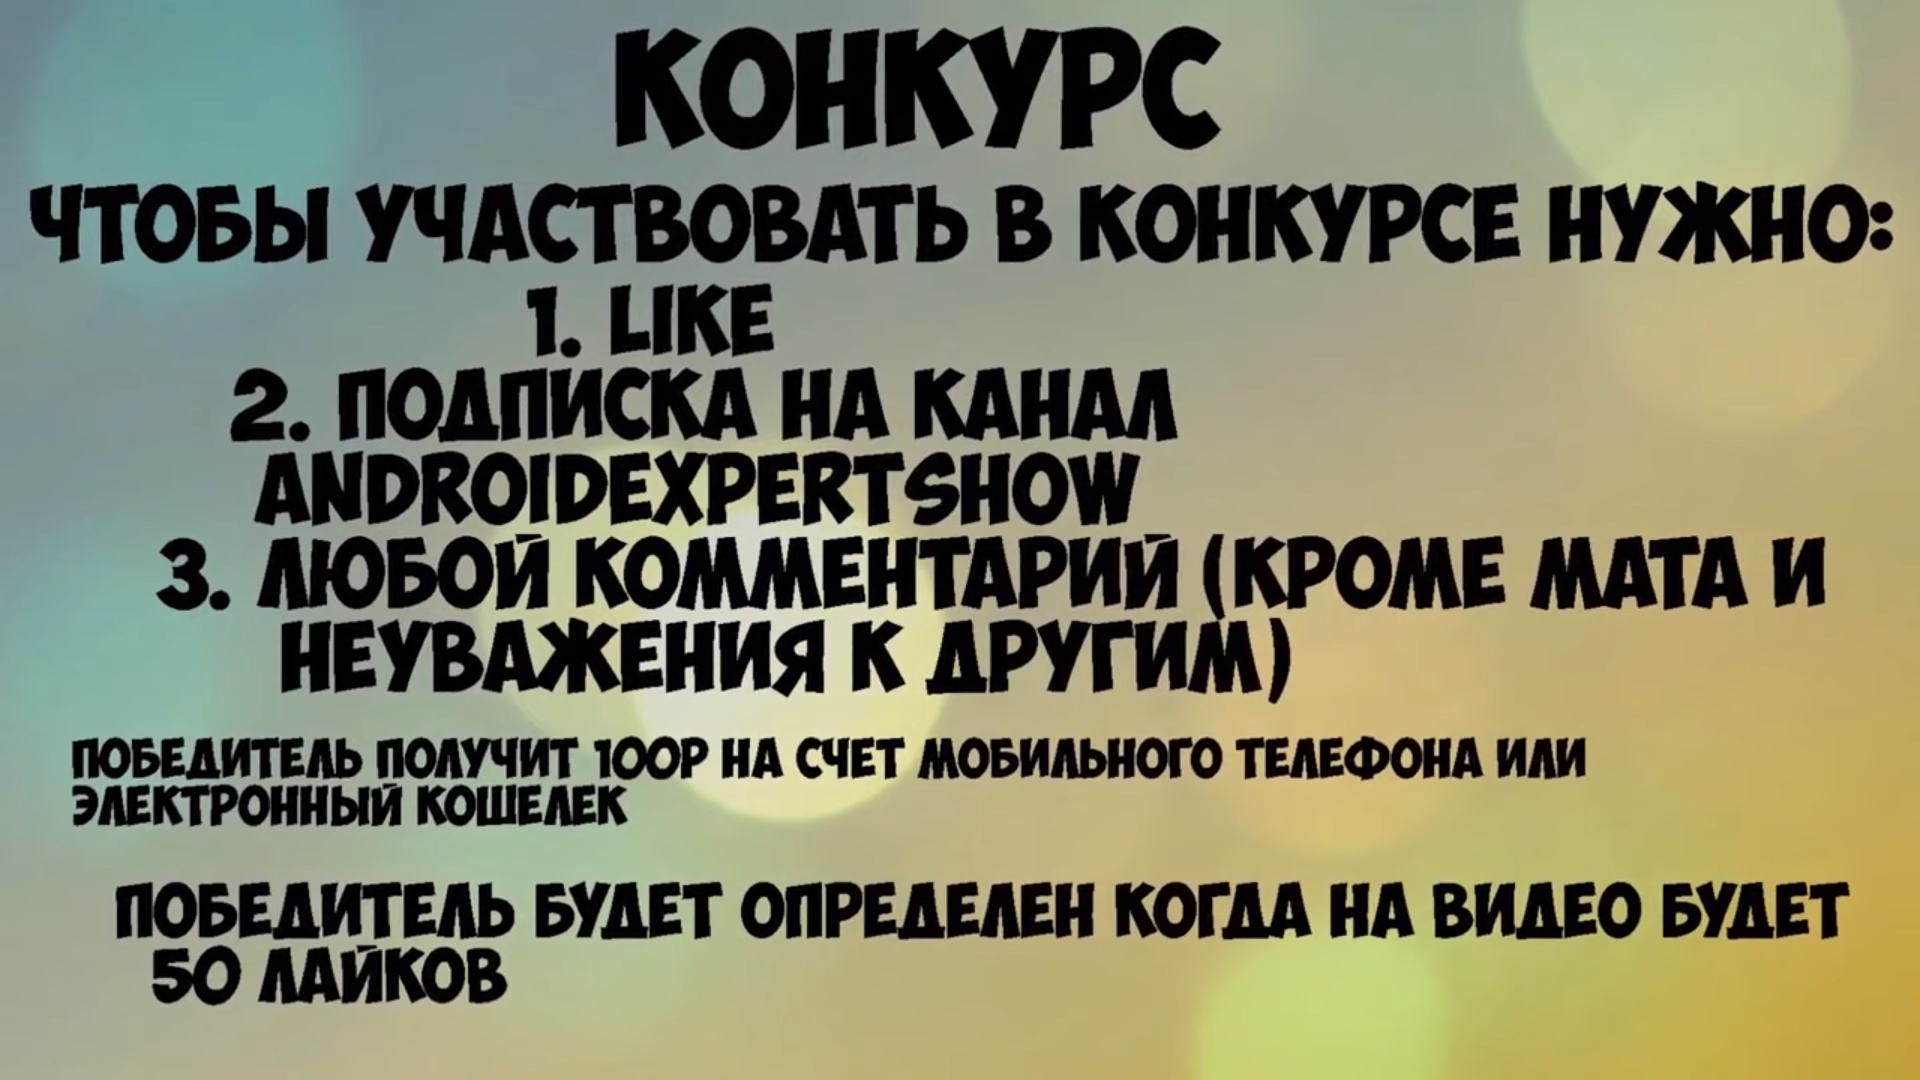 КОНКУРС
ЧТОБЫ УЧАСТВОВАТЬ В КОНКУРСЕ НУЖНО:
1. LIKE
2. ПОДПИСКА НА КАНАЛ
ANDROIDEXPERTSHOW
3. ЛЮБОЙ КОММЕНТАРИЙ (КРОМЕ МАТА И
НЕУВАЖЕНИЯ К ДРУГИМ)
ПОБЕДИТЕЛЬ ПОЛУЧИТ 100Р НА СЧЕТ МОБИЛЬНОГО ТЕЛЕФОНА ИЛИ
ЭЛЕКТРОННЫЙ КОШЕЛЕК
ПОБЕДИТЕЛЬ БУДЕТ ОПРЕДЕЛЕН КОГДА НА ВИДЕО БУДЕТ
50 ЛАЙКОВ